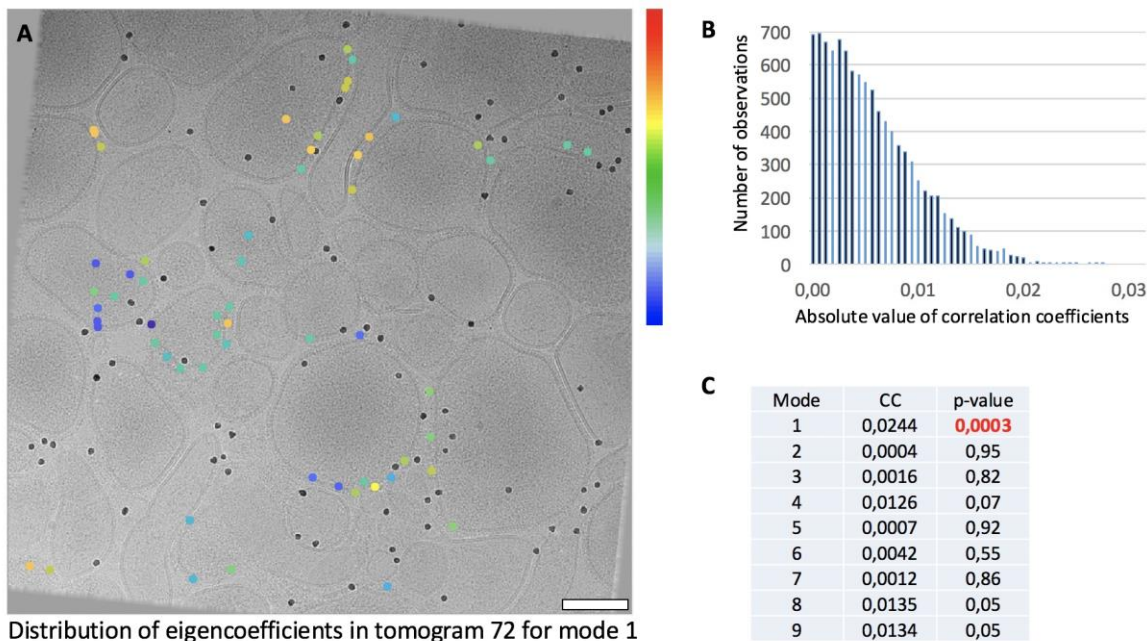 A
Distribution of eigencoefficients in tomogram 72 for mode 1
B
Number of observations
700
600
500
400
300
200
100
0
0,00 0,01 0,02 0,03
Absolute value of correlation coefficients
C
Mode CC p-value
1 0,0244 0,0003
2 0,0004 0,95
3 0,0016 0,82
4 0,0126 0,07
5 0,0007 0,92
6 0,0042 0,55
7 0,0012 0,86
8 0,0135 0,05
9 0,0134 0,05